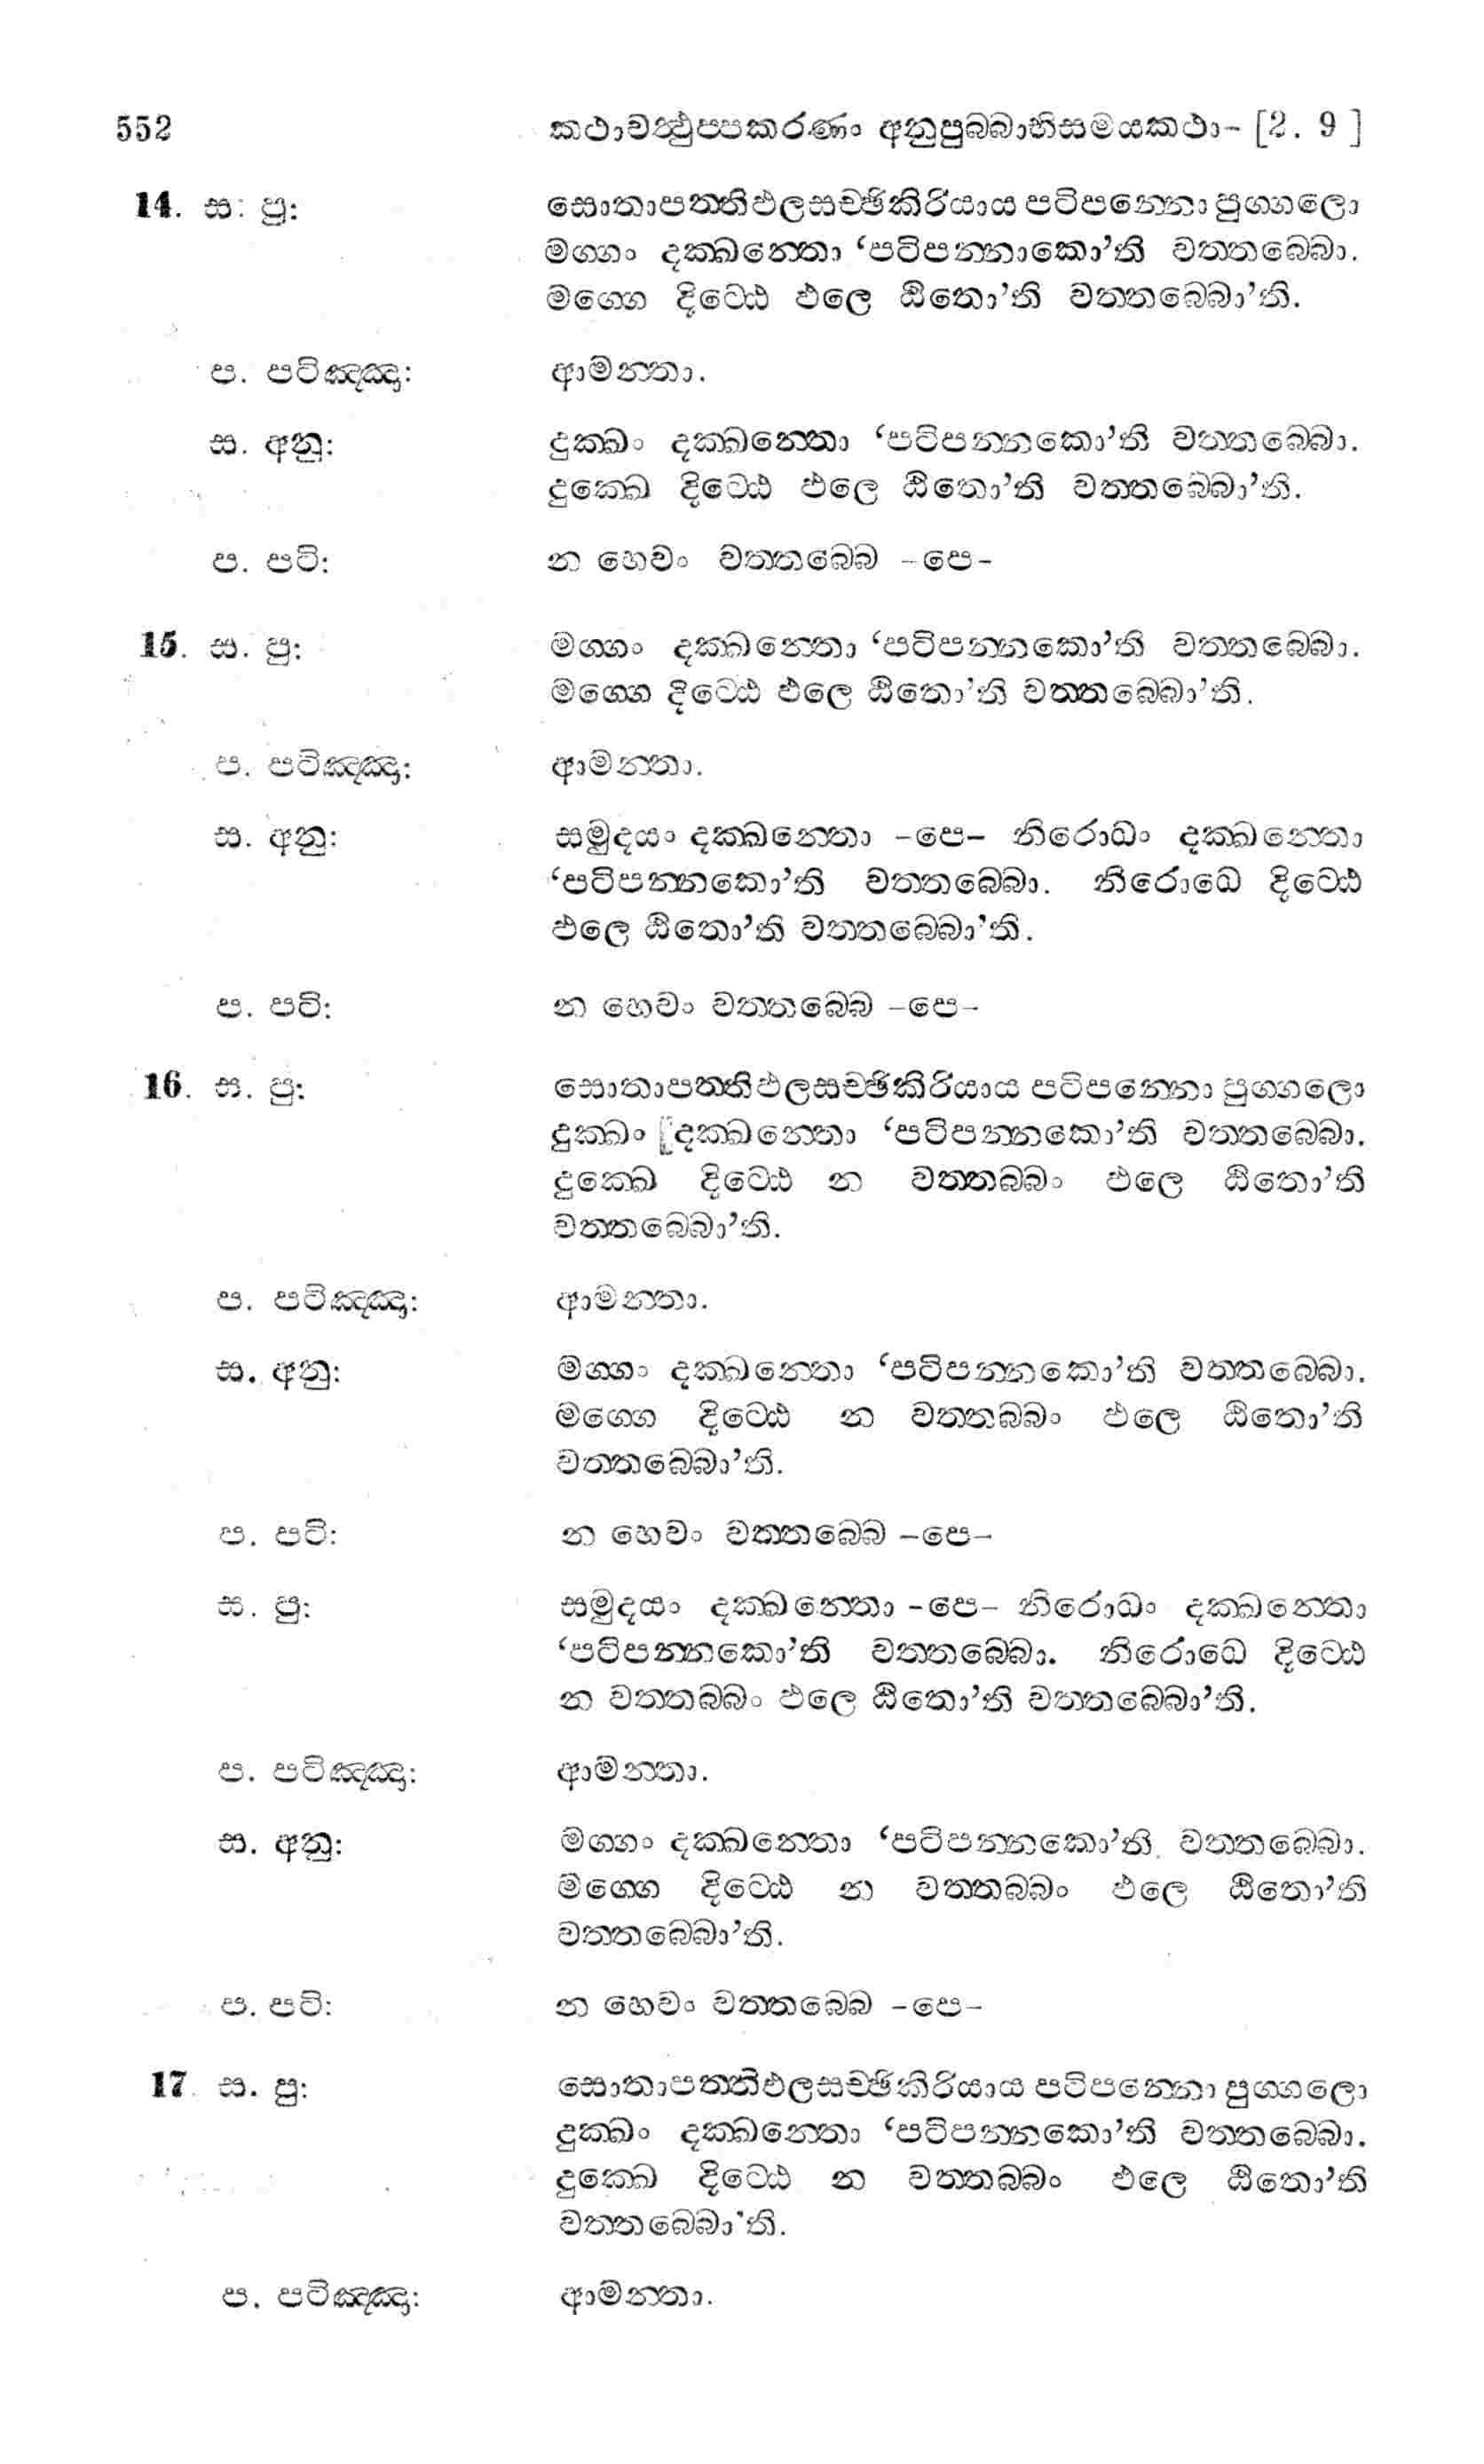 552 කථාවත්‍ථුප්පකරණං අනුපුබ්බාභිසමයකථා- [2. 9 ]
14. ස: පු: සොතාපත්තිඵලසච්ඡිකිරියාය පටිපන්නො පුග්ගලො
මග්ගං දක්ඛන්තො ‘පටිපන්නාකො’ති වත්තබ්බො.
මග්ගෙ දිට්ඨෙ ඵලෙ ඨිතො’ති වත්තබ්බො’ති.
ප. පටිඤ්ඤා: ආමන්තා.
ස. අනු: දුක්ඛං දක්ඛන්තො ‘පටිපන්නකො’ති වත්තබ්බො.
දුක්ඛෙ දිට්ඨෙ ඵලෙ ඨිතො’ති වත්තබ්බො’ති.
ප. පටි: න හෙවං වත්තබ්බෙ -පෙ-
15. ස. පු: මග්ගං දක්ඛන්තො ‘පටිපන්නකො’ති වත්තබ්බො.
මග්ගෙ දිට්ඨෙ ඵලෙ ඨිතො’ති වත්තබ්බො’ති.
ප. පටිඤ්ඤා: ආමන්තා.
ස. අනු: සමුදයං දක්ඛන්තො -පෙ- නිරොධං දක්ඛන්තො
‘පටිපන්නකො’ති වත්තබ්බො. නිරොධෙ දිට්ඨෙ
ඵලෙ ඨිතො’ති වත්තබ්බො’ති.
ප. පටි: න හෙවං වත්තබ්බෙ -පෙ-
16. ස. පු: සොතාපත්තිඵලසච්ඡිකිරියාය පටිපන්නො පුග්ගලො
දුක්ඛං දක්ඛන්තො ‘පටිපන්නකො’ති වත්තබ්බො.
දුක්ඛෙ දිට්ඨෙ න වත්තබ්බං ඵලෙ ඨිතො’ති
වත්තබ්බො’ති.
ප. පටිඤ්ඤා: ආමන්තා.
ස. අනු: මග්ගං දක්ඛන්තො ‘පටිපන්නකො’ති වත්තබ්බො.
මග්ගෙ දිට්ඨෙ න වත්තබ්බං ඵලෙ ඨිතො’ති
වත්තබ්බො’ති.
ප. පටි: න හෙවං වත්තබ්බෙ -පෙ-
ස. පු: සමුදයං දක්ඛන්තො -පෙ- නිරොධං දක්ඛන්තො
‘පටිපන්නකො’ති වත්තබ්බො. නිරොධෙ දිට්ඨෙ
න වත්තබ්බං ඵලෙ ඨිතො’ති වත්තබ්බො’ති.
ප. පටිඤ්ඤා: ආමන්තා.
ස. අනු: මග්ගං දක්ඛන්තො ‘පටිපන්නකො’ති වත්තබ්බො.
මග්ගෙ දිට්ඨෙ න වත්තබ්බං ඵලෙ ඨිතො’ති
වත්තබ්බො’ති.
ප. පටි: න හෙවං වත්තබ්බෙ -පෙ-
17. ස. පු: සොතාපත්තිඵලසච්ඡිකිරියාය පටිපන්නො පුග්ගලො
දුක්ඛං දක්ඛන්තො ‘පටිපන්නකො’ති වත්තබ්බො.
දුක්ඛෙ දිට්ඨෙ න වත්තබ්බං ඵලෙ ඨිතො’ති
වත්තබ්බො’ති.
ප. පටිඤ්ඤා: ආමන්තා.